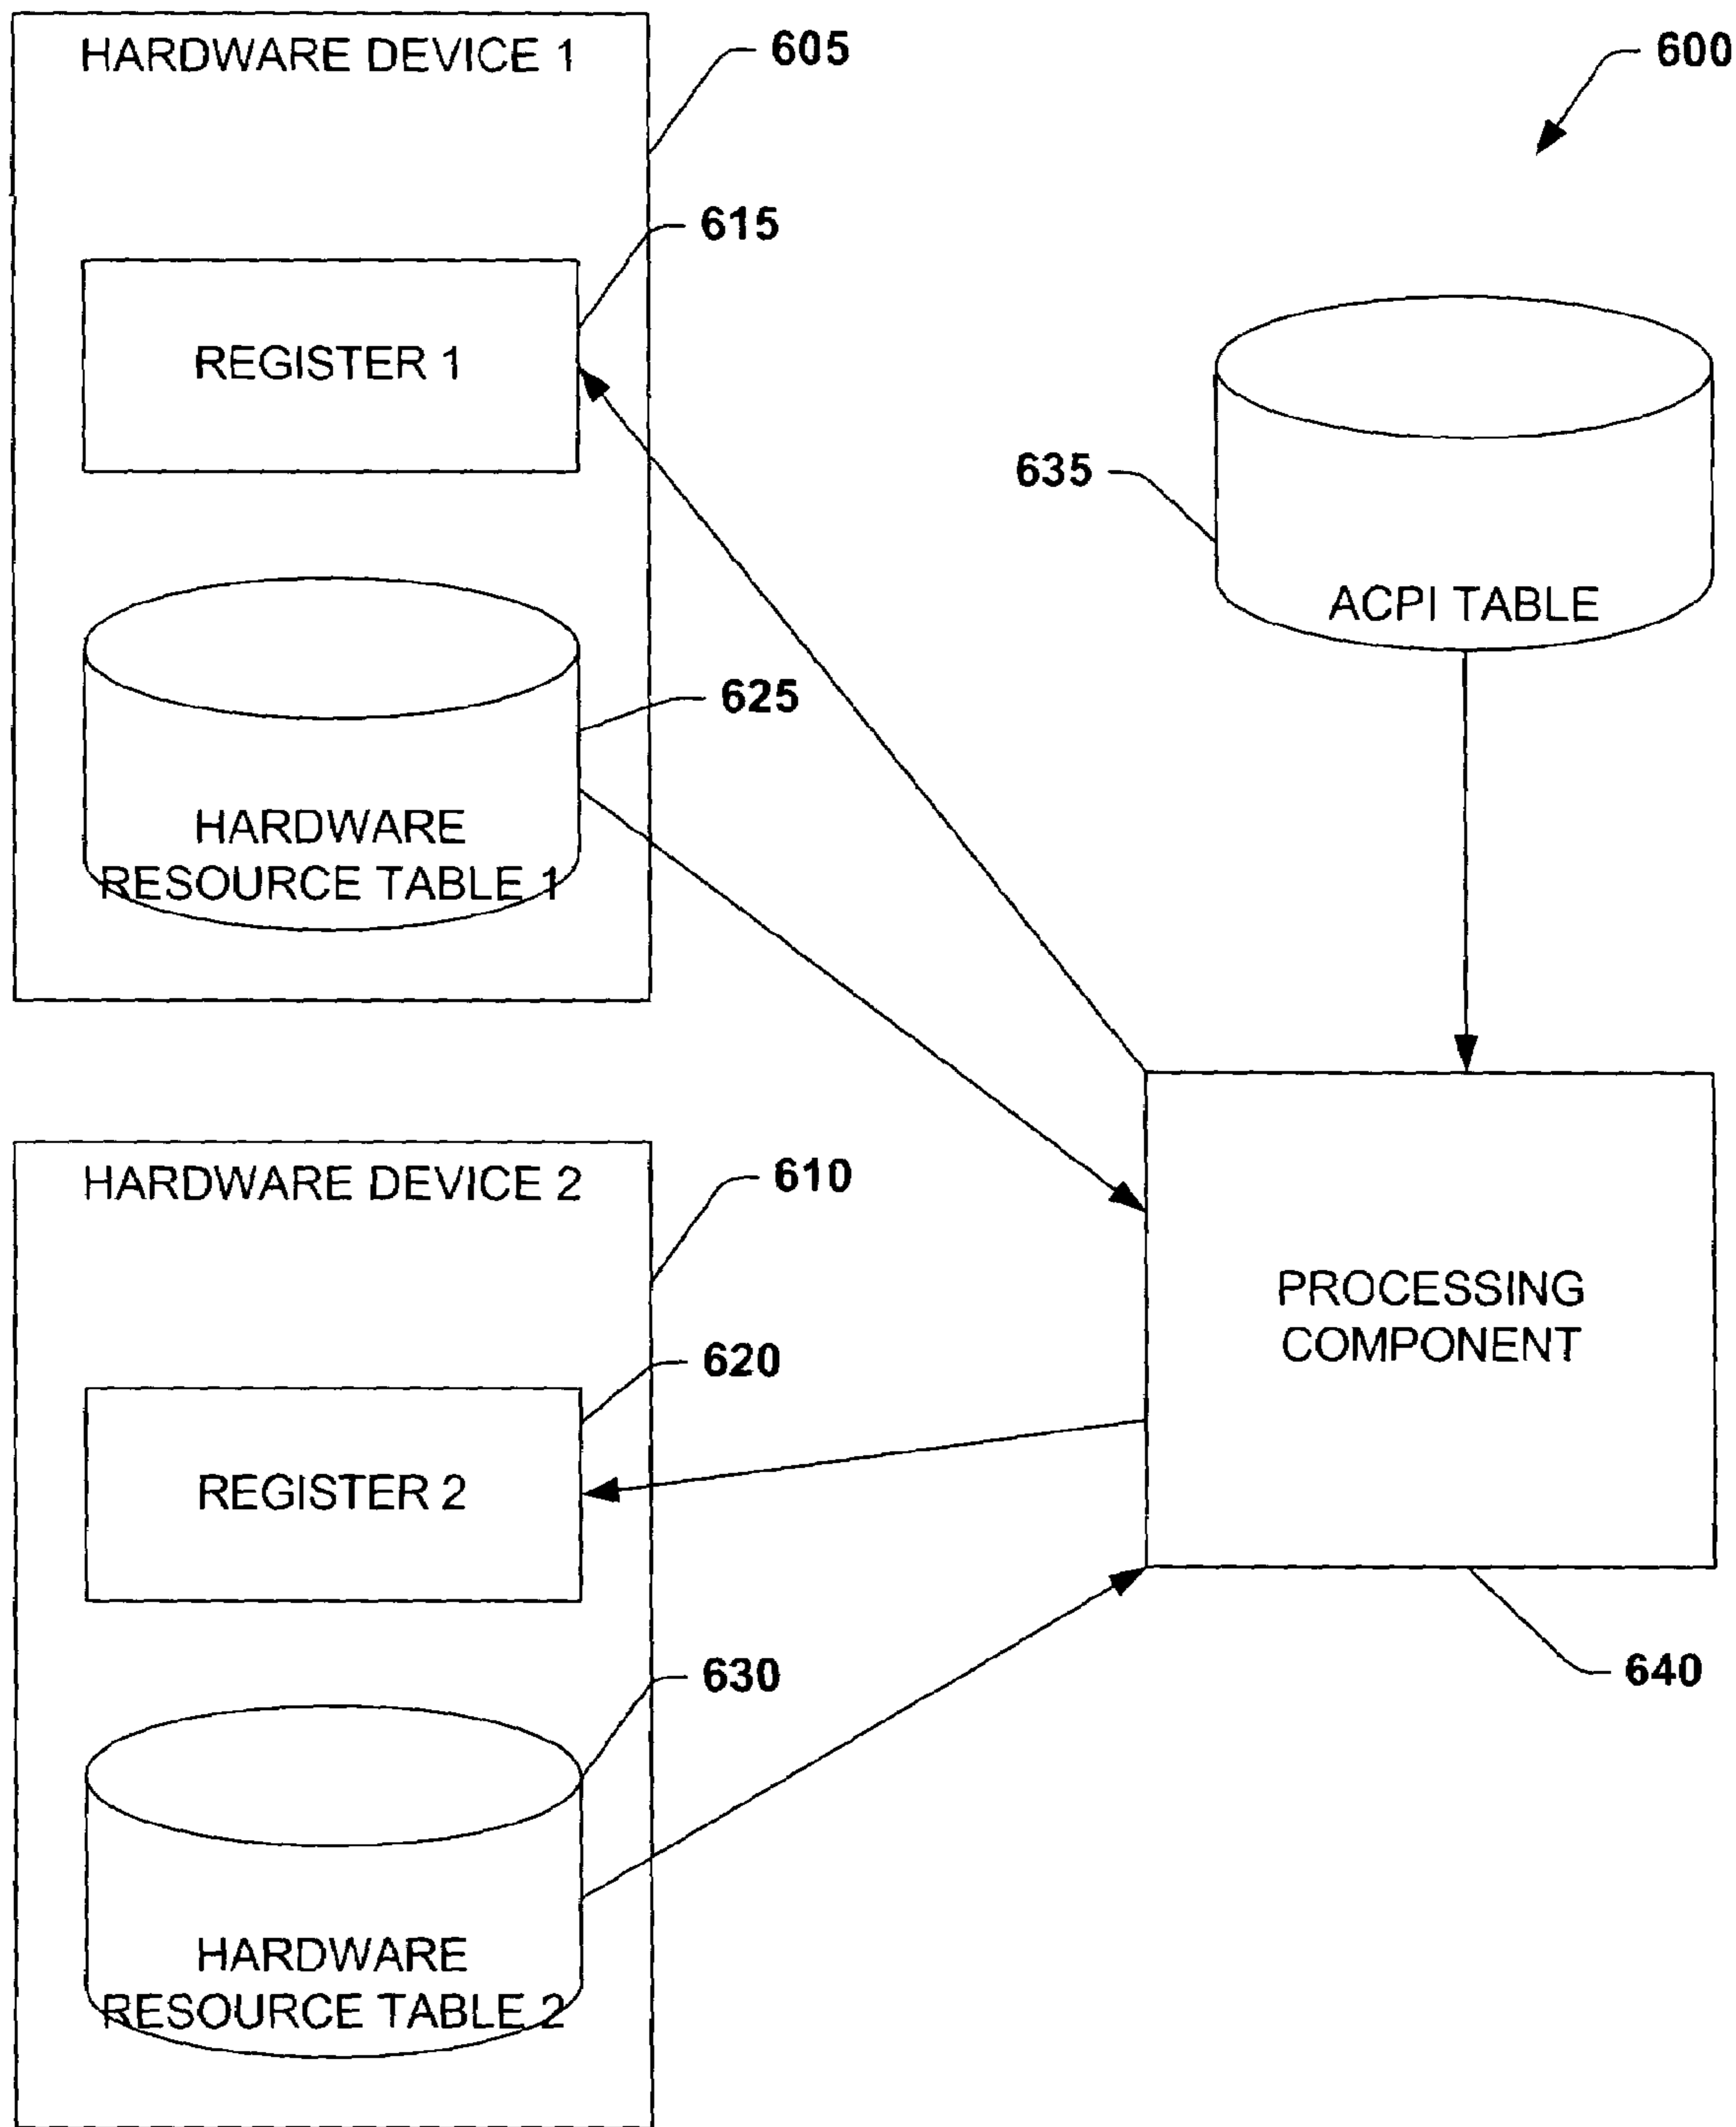 HARDWARE DEVICE 1
605
600
615
REGISTER 1
635
ACPI TABLE
625
HARDWARE
RESOURCE TABLE 1
HARDWARE DEVICE 2
610
PROCESSING
COMPONENT
620
REGISTER 2
640
630
HARDWARE
RESOURCE TABLE 2